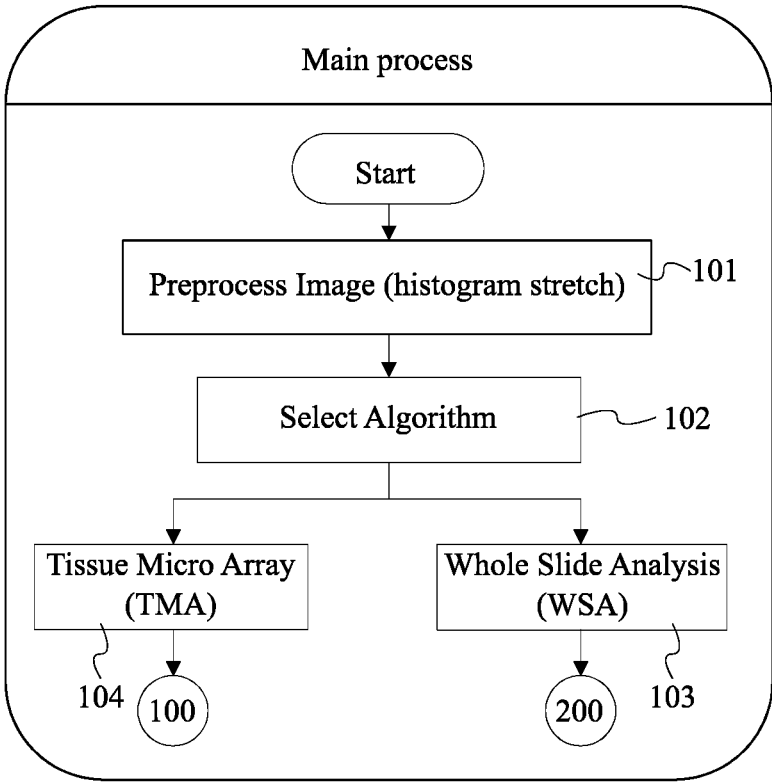 Main process
Start
Preprocess Image (histogram stretch)
101
Select Algorithm
102
Tissue Micro Array
(TMA)
104
Whole Slide Analysis
(WSA)
103
100
200